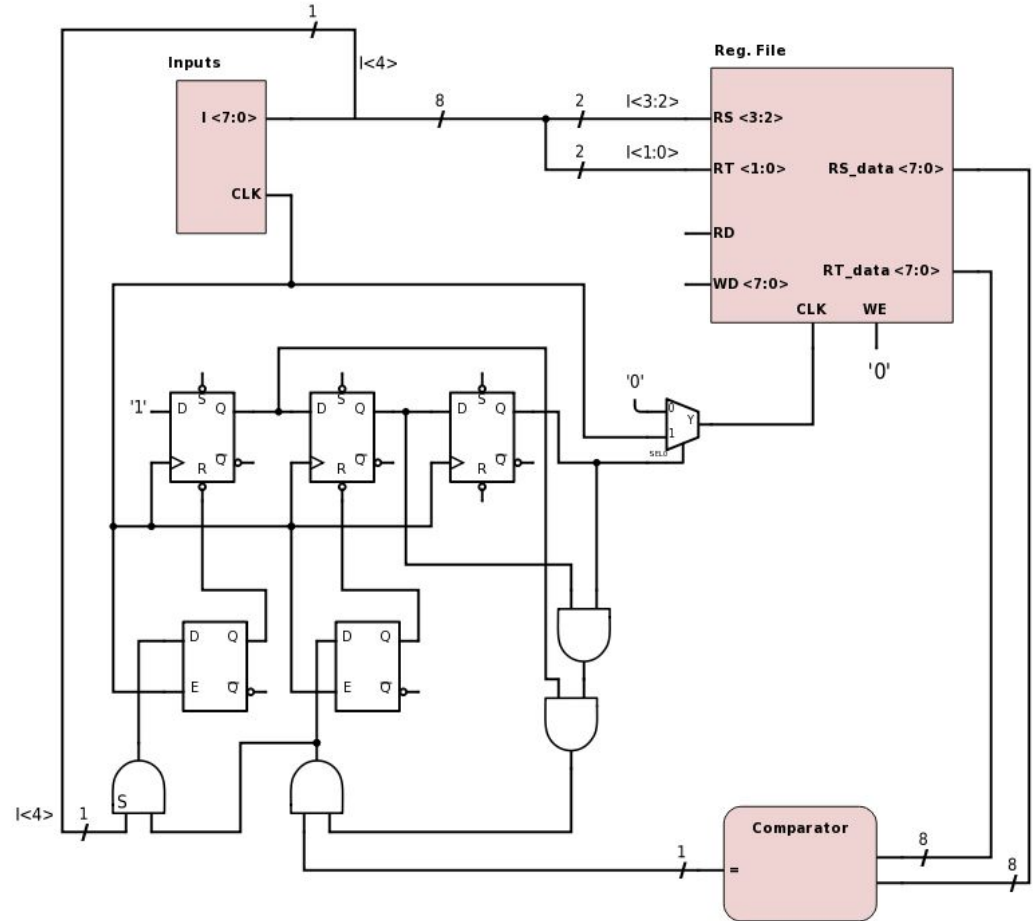 1
I<4>
Inputs
I <7:0>
CLK
8
2
I<3:2>
2
I<1:0>
Reg. File
RS <3:2>
RT <1:0>
RS_data <7:0>
RD
WD <7:0>
RT_data <7:0>
CLK
WE
'0'
'1'
D
S
Q
R
Q
D
S
Q
R
Q
D
S
Q
R
Q
'0'
0
1
Y
SEL0
D
Q
E
Q
D
Q
E
Q
S
I<4>
1
1
Comparator
=
8
8